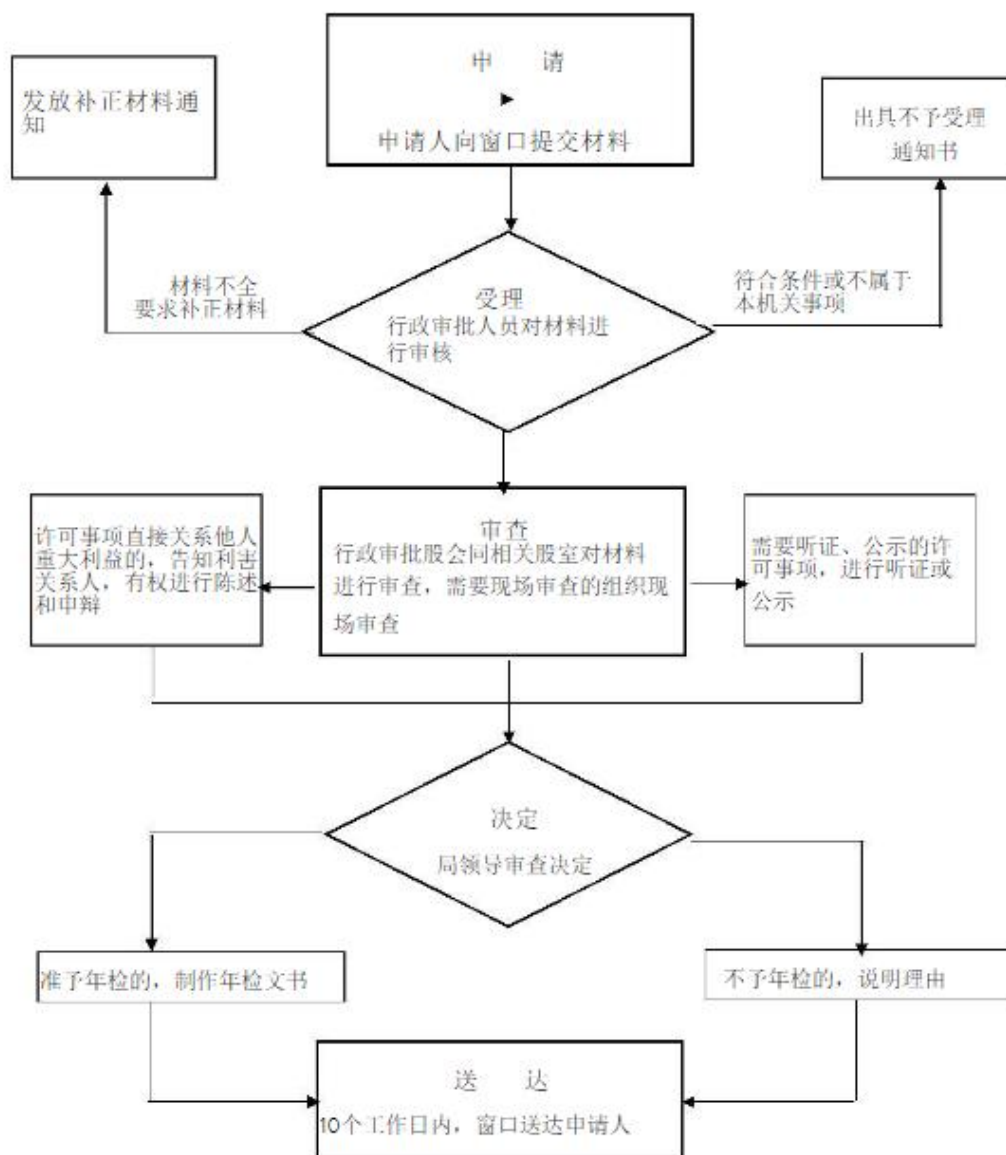 申 请
申请人向窗口提交材料
发放补正材料通
知
出具不予受理
通知书
材料不全
要求补正材料
符合条件或不属于
本机关事项
受理
行政审批人员对材料进
行审核
许可事项直接关系他人
重大利益的，告知利害
关系人，有权进行陈述
和申辩
审查
行政审批股会同相关股室对材料
进行审查，需要现场审查的组织现
场审查
需要听证、公示的许
可事项，进行听证或
公示
决定
局领导审查决定
准予年检的，制作年检文书
不予年检的，说明理由
送 达
10个工作日内，窗口送达申请人